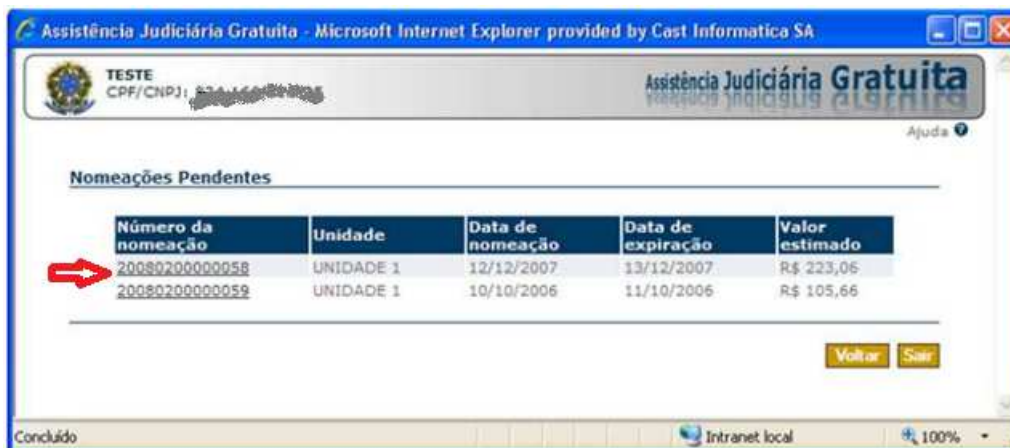 Assistência Judiciária Gratuita - Microsoft Internet Explorer provided by Cast Informatica SA
TESTE
CPF/CNPJ:
Assistência Judiciária Gratuita
Ajuda
Nomeações Pendentes
Número da nomeação Unidade Data de nomeação Data de expiração Valor estimado
20080200000058 UNIDADE 1 12/12/2007 13/12/2007 R$ 223,06
20080200000059 UNIDADE 1 10/10/2006 11/10/2006 R$ 105,66
Voltar Sair
Concluído Intranet local 100%